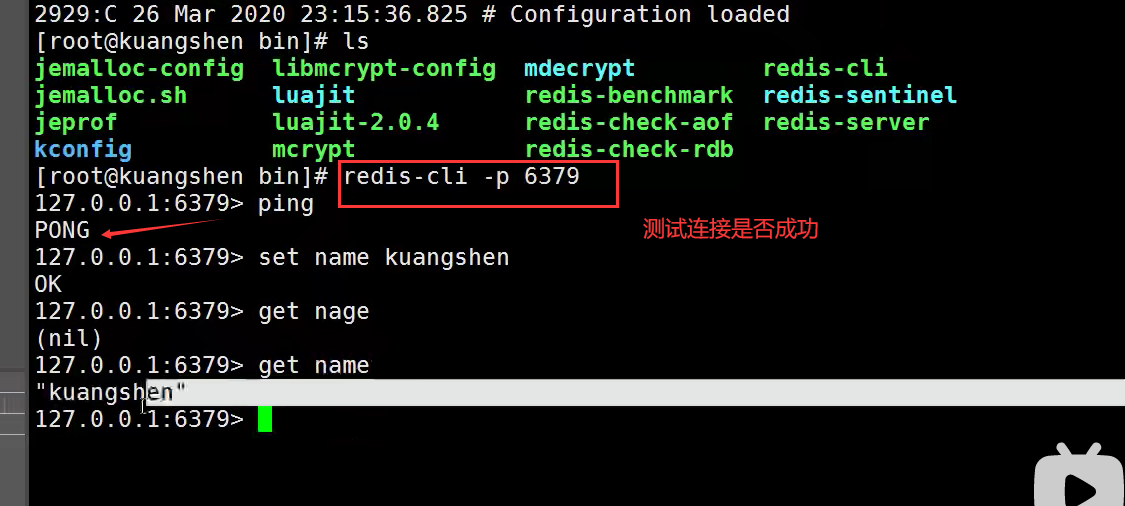 2929:C 26 Mar 2020 23:15:36.825 # Configuration loaded
[root@kuangshen bin]# ls
jemalloc-config libmcrypt-config mdecrypt redis-cli
jemalloc.sh luajit redis-benchmark redis-sentinel
jeprof luajit-2.0.4 redis-check-aof redis-server
kconfig mcrypt redis-check-rdb
[root@kuangshen bin]# redis-cli -p 6379
127.0.0.1:6379> ping
PONG
测试连接是否成功
127.0.0.1:6379> set name kuangshen
OK
127.0.0.1:6379> get nage
(nil)
127.0.0.1:6379> get name
"kuangshen"
127.0.0.1:6379>